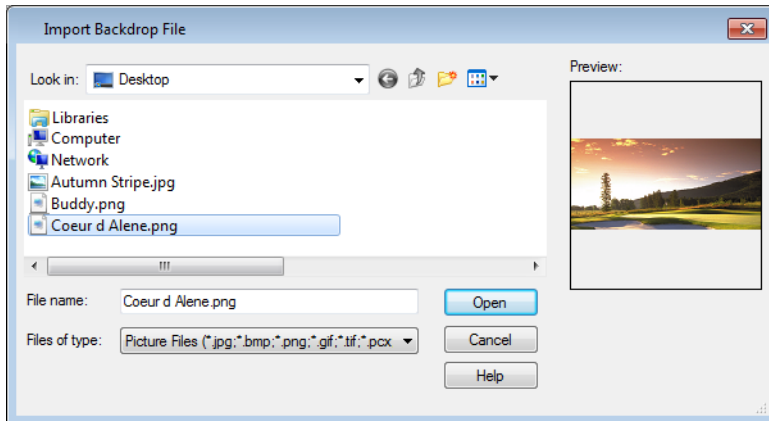 Import Backdrop File
Look in: Desktop
Preview:
Libraries
Computer
Network
Autumn Stripe.jpg
Buddy.png
Coeur d Alene.png
File name: Coeur d Alene.png Open
Files of type: Picture Files (*.jpg;*.bmp;*.png;*.gif;*.tif;*.pcx Cancel
Help